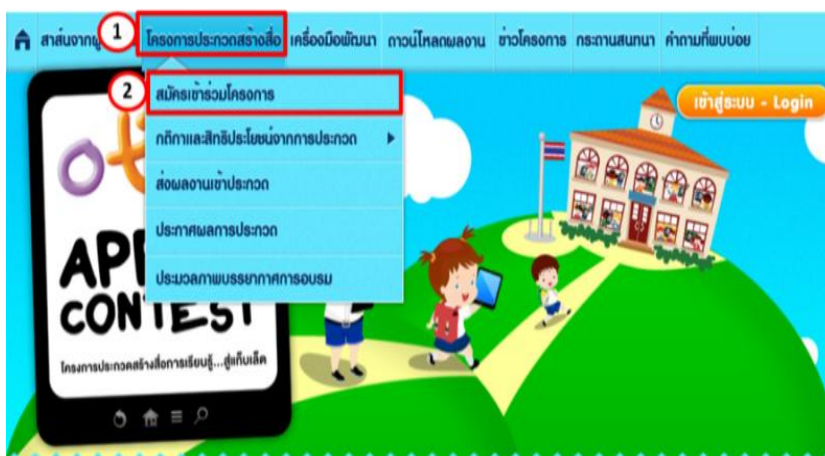 1
สาส์นจากผู้
โครงการประกวดสร้างสื่อ
เครื่องมือพัฒนา
ดาวน์โหลดผลงาน
ข่าวโครงการ
กระดานสนทนา
คำถามที่พบบ่อย
2
สมัครเข้าร่วมโครงการ
เข้าสู่ระบบ - Login
กติกาและสิทธิประโยชน์จากการประกวด
ส่งผลงานเข้าประกวด
ประกาศผลการประกวด
ประมวลภาพบรรยากาศการอบรม
CONTEST
โครงการประกวดสร้างสื่อการเรียนรู้...สู่แท็บเล็ต